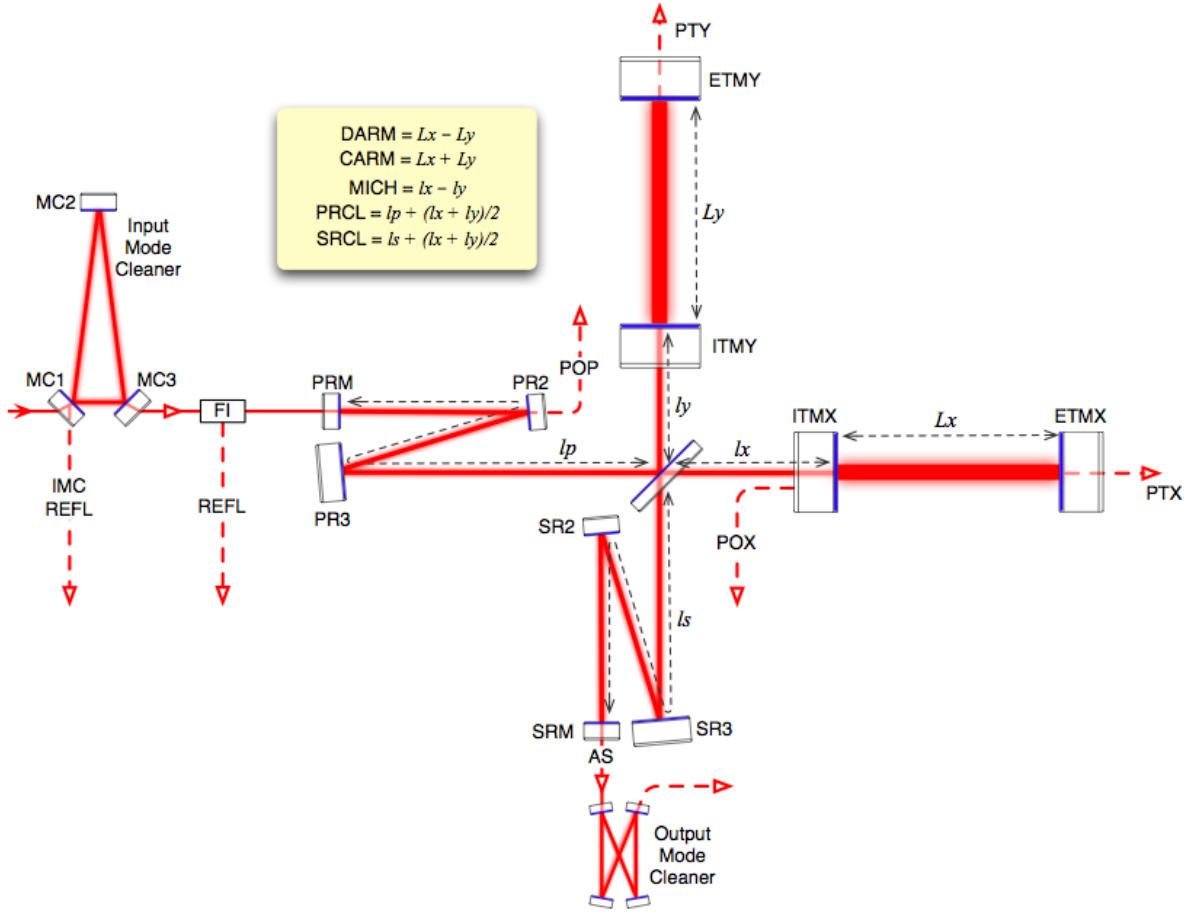 PTY
ETMY
DARM = Lx − Ly
CARM = Lx + Ly
MICH = lx − ly
PRCL = lp + (lx + ly)/2
SRCL = ls + (lx + ly)/2
MC2
Input
Mode
Cleaner
Ly
ITMY
MC1
MC3
FI
PRM
PR2
POP
ly
ITMX
Lx
ETMX
lp
lx
IMC
REFL
REFL
PR3
PTX
SR2
POX
ls
SRM
SR3
AS
Output
Mode
Cleaner